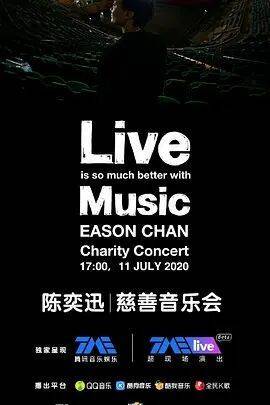 Live
is so much better with
Music
EASON CHAN
Charity Concert
17:00, 11 JULY 2020
陈奕迅|慈善音乐会
独家呈现 TME 腾讯音乐娱乐 TME live Beta 超现场演出
播出平台 QQ音乐 酷狗音乐 酷我音乐 全民K歌